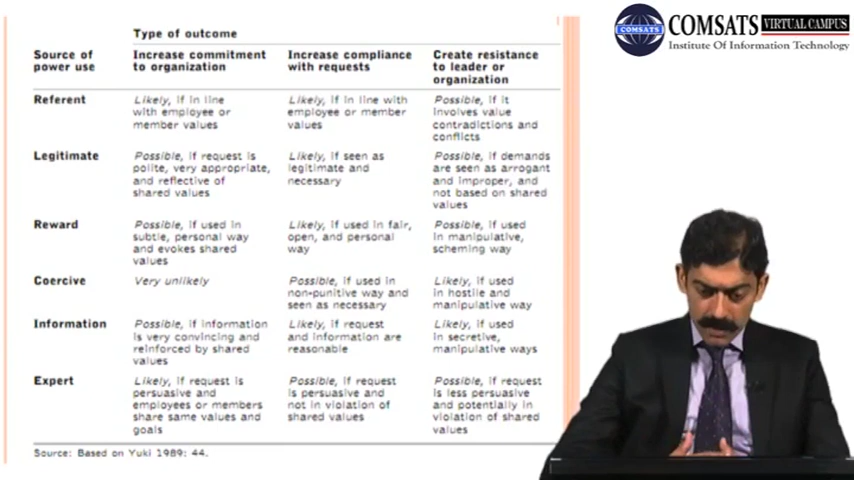 COMSATS VIRTUAL CAMPUS
Institute Of Information Technology
COMSATS
Type of outcome
Source of power use
Increase commitment to organization
Increase compliance with requests
Create resistance to leader or organization
Referent
Likely, if in line
with employee or
member values
Likely, if in line with
employee or member
values
Possible, if it
involves value
contradictions and
conflicts
Legitimate
Possible, if request is
polite, very appropriate,
and reflective of
shared values
Likely, if seen as
legitimate and
necessary
Possible, if demands
are seen as arrogant
and improper, and
not based on shared
values
Reward
Possible, if used in
subtle, personal way
and evokes shared
values
Likely, if used in fair,
open, and personal
way
Possible, if used
in manipulative,
scheming way
Coercive
Very unlikely
Possible, if used in
non-punitive way and
seen as necessary
Likely, if used
in hostile and
manipulative way
Information
Possible, if information
is very convincing and
reinforced by shared
values
Likely, if request
and information are
reasonable
Likely, if used
in secretive,
manipulative ways
Expert
Likely, if request is
persuasive and
employees or members
share same values and
goals
Possible, if request
is persuasive and
not in violation of
shared values
Possible, if request
is less persuasive
and potentially in
violation of shared
values
Source: Based on Yuki 1989: 44.